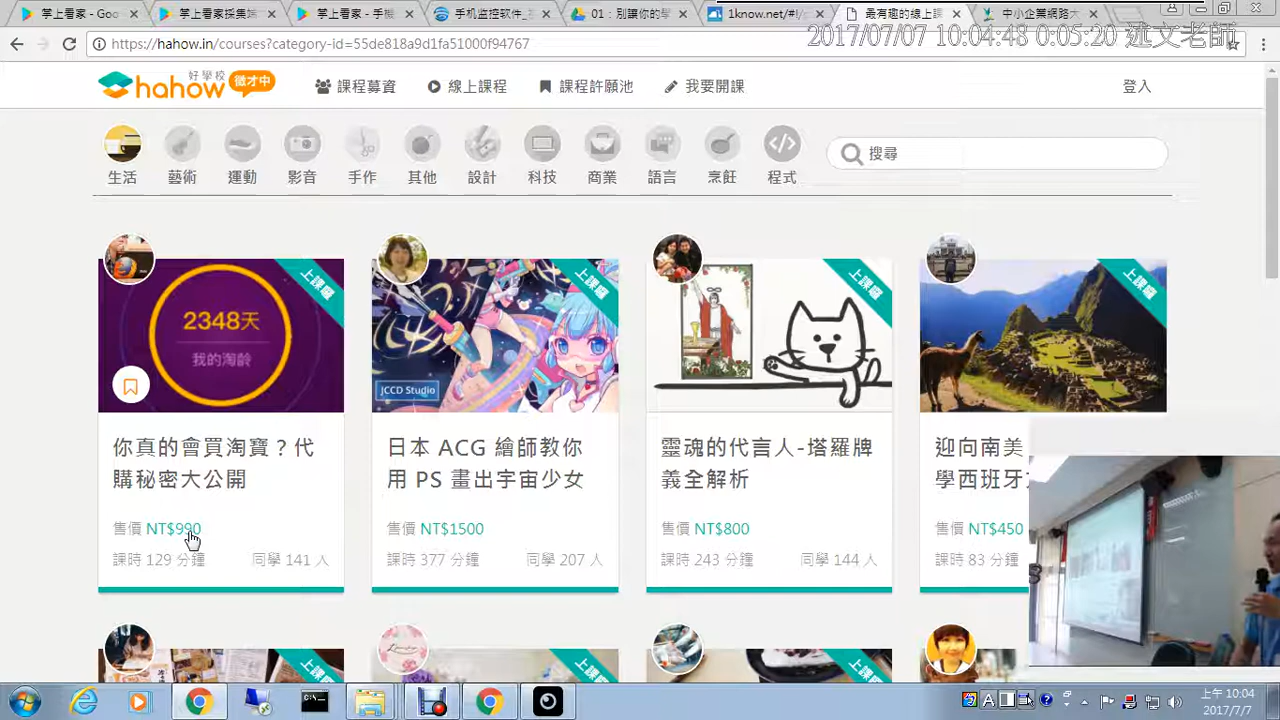 掌上看家 - Goo
掌上看家採集端
掌上看家 - 手機
手机监控软件_
01：別讓你的學
1know.net/#!/
最有趣的線上課
中小企業網路大
https://hahow.in/courses?category-id=55de818a9d1fa5100f94767
2017/07/07 10:04:48 0:05:20
老師
好學校
hahow
徵才中
課程募資
線上課程
課程許願池
我要開課
登入
生活
藝術
運動
影音
手作
其他
設計
科技
商業
語言
烹飪
程式
搜尋
上課囉
上課囉
上課囉
上課囉
2348天
我的淘齡
JCCD Studio
你真的會買淘寶？代
購秘密大公開
售價 NT$990
課時 129 分鐘 同學 141 人
日本 ACG 繪師教你
用 PS 畫出宇宙少女
售價 NT$1500
課時 377 分鐘 同學 207 人
靈魂的代言人-塔羅牌
義全解析
售價 NT$800
課時 243 分鐘 同學 144 人
迎向南美
學西班牙
售價 NT$450
課時 83 分鐘
上午 10:04
2017/7/7